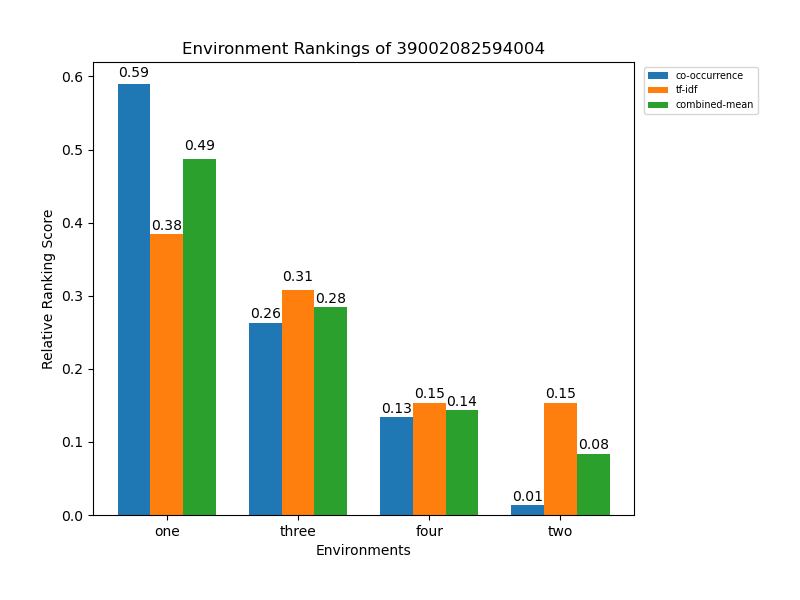 Environment Rankings of 39002082594004
co-occurrence
tf-idf
combined-mean
Relative Ranking Score
0.6
0.5
0.4
0.3
0.2
0.1
0.0
0.59
0.38
0.49
0.26
0.31
0.28
0.13
0.15
0.14
0.01
0.15
0.08
one three four two
Environments